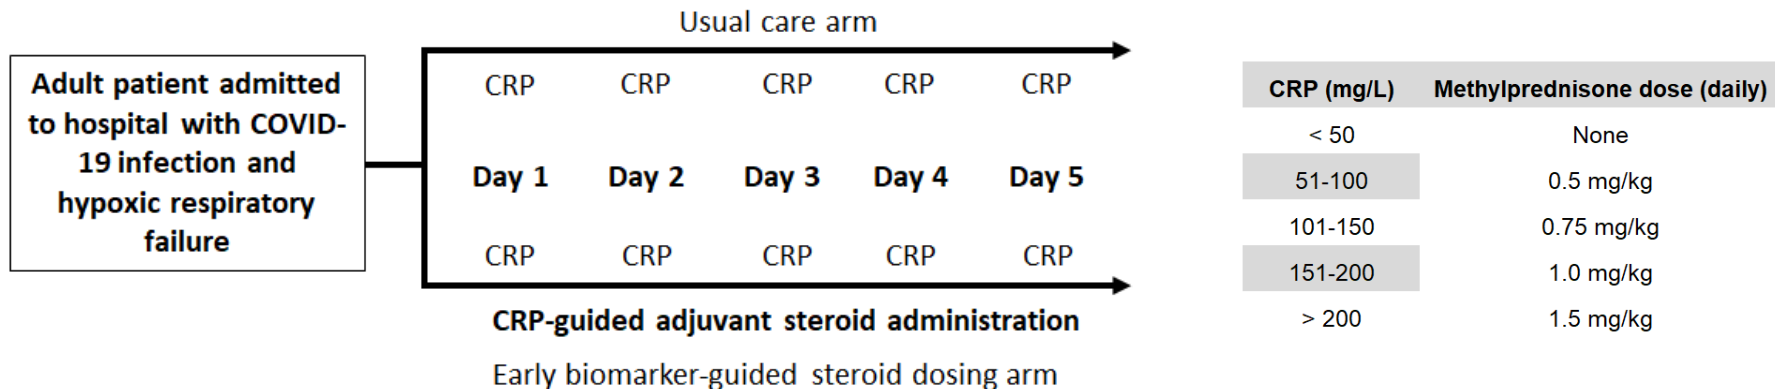 Usual care arm
Adult patient admitted
to hospital with COVID-
19 infection and
hypoxic respiratory
failure
CRP CRP CRP CRP CRP
Day 1 Day 2 Day 3 Day 4 Day 5
CRP CRP CRP CRP CRP
CRP-guided adjuvant steroid administration
Early biomarker-guided steroid dosing arm
CRP (mg/L) Methylprednisone dose (daily)
< 50 None
51-100 0.5 mg/kg
101-150 0.75 mg/kg
151-200 1.0 mg/kg
> 200 1.5 mg/kg